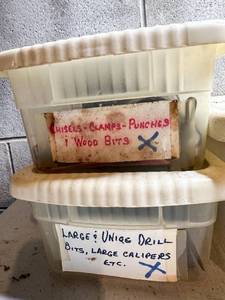 CHISELS-CLAMPS-PUNCHES
& WOOD BITS X
LARGE & UNIQE DRILL
BITS, LARGE CALIPERS
ETC. X